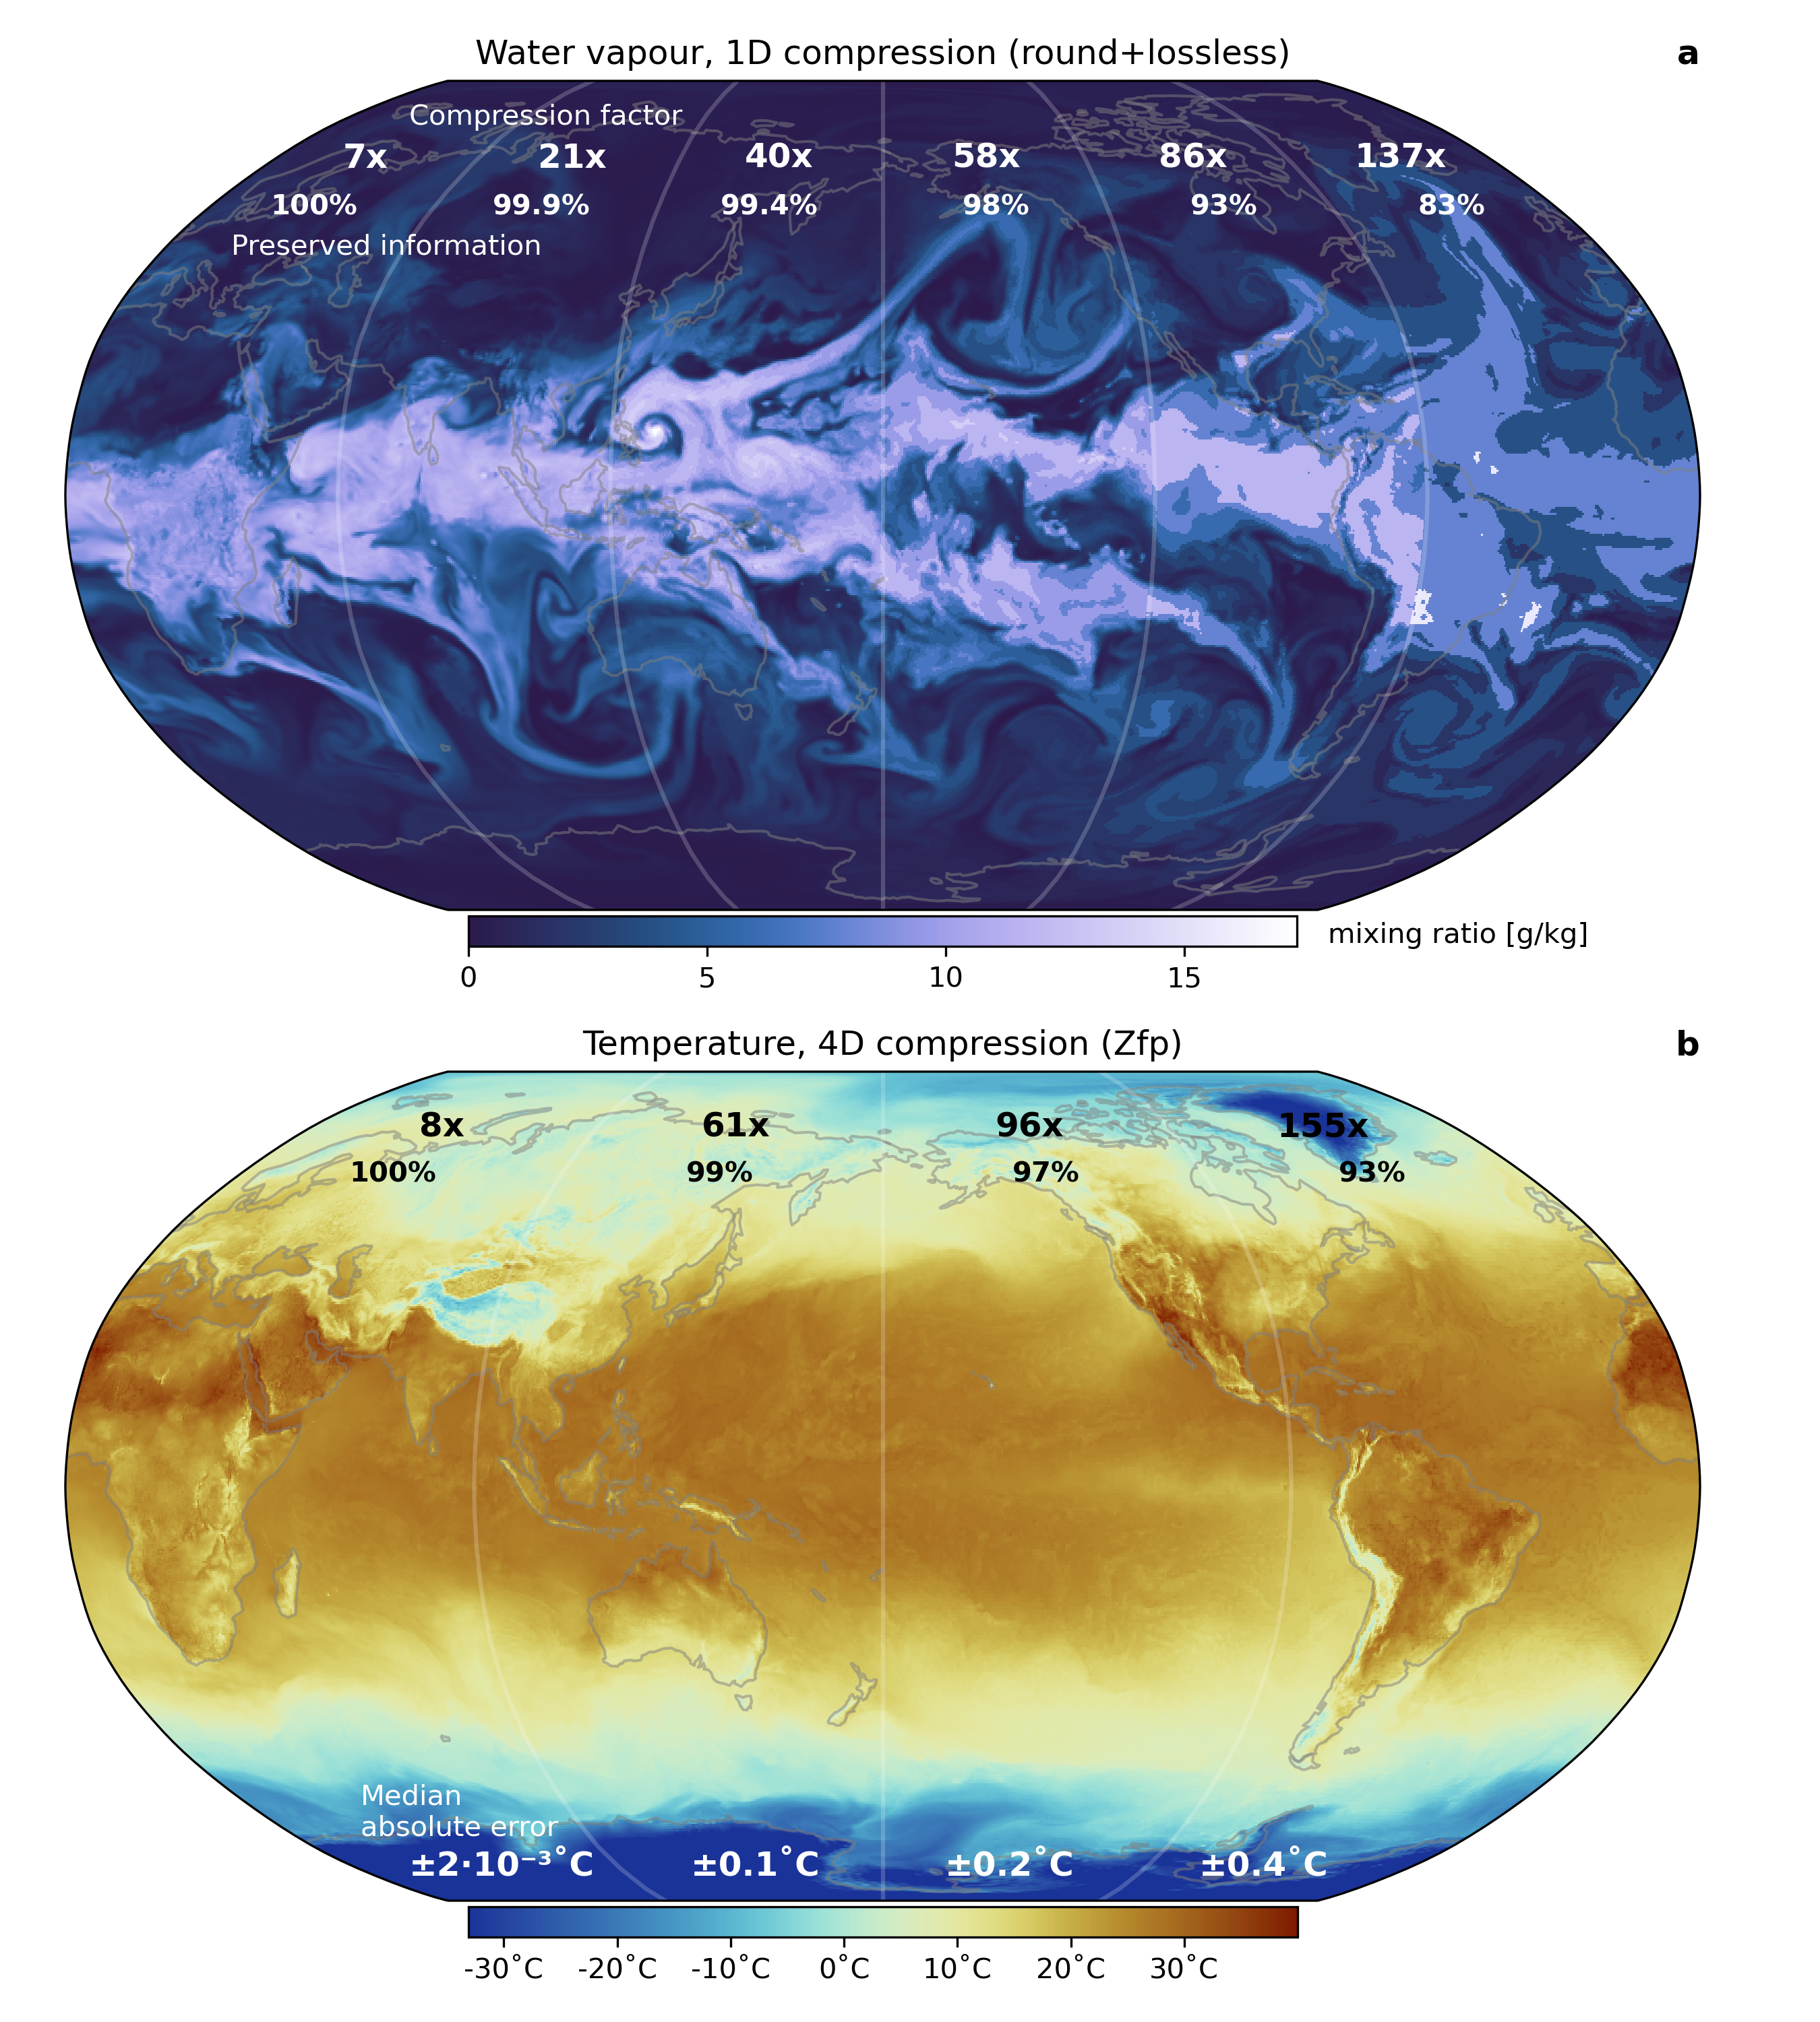 Water vapour, 1D compression (round+lossless)
a
Compression factor
7x 21x 40x 58x 86x 137x
100% 99.9% 99.4% 98% 93% 83%
Preserved information
mixing ratio [g/kg]
0 5 10 15
Temperature, 4D compression (Zfp)
b
8x 61x 96x 155x
100% 99% 97% 93%
Median
absolute error
±2·10⁻³˚C ±0.1˚C ±0.2˚C ±0.4˚C
-30˚C -20˚C -10˚C 0˚C 10˚C 20˚C 30˚C